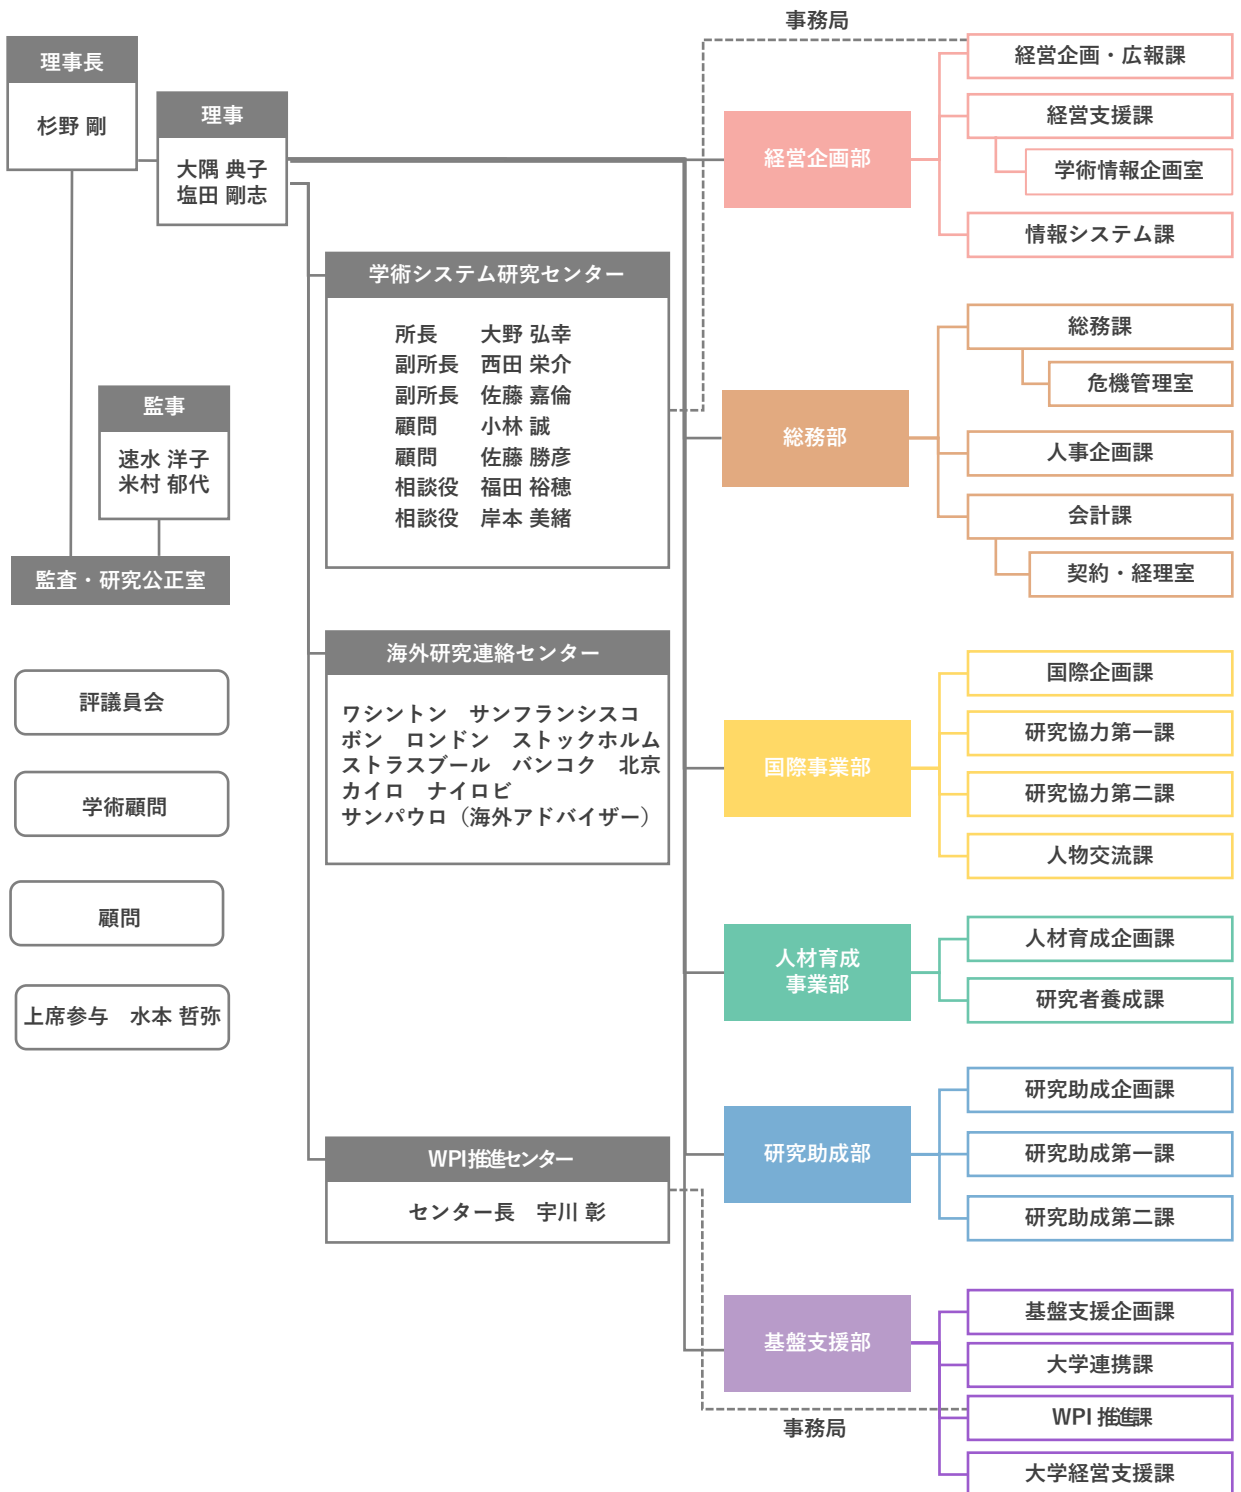 事務局
理事長
杉野 剛
理事
大隅 典子
塩田 剛志
監事
速水 洋子
米村 郁代
監査・研究公正室
評議員会
学術顧問
顧問
上席参与　水本 哲弥
学術システム研究センター
所長　大野 弘幸
副所長　西田 栄介
副所長　佐藤 嘉倫
顧問　小林 誠
顧問　佐藤 勝彦
相談役　福田 裕穂
相談役　岸本 美緒
海外研究連絡センター
ワシントン　サンフランシスコ
ボン　ロンドン　ストックホルム
ストラスブール　バンコク　北京
カイロ　ナイロビ
サンパウロ（海外アドバイザー）
WPI推進センター
センター長　宇川 彰
経営企画部
経営企画・広報課
経営支援課
学術情報企画室
情報システム課
総務部
総務課
危機管理室
人事企画課
会計課
契約・経理室
国際事業部
国際企画課
研究協力第一課
研究協力第二課
人物交流課
人材育成
事業部
人材育成企画課
研究者養成課
研究助成部
研究助成企画課
研究助成第一課
研究助成第二課
基盤支援部
基盤支援企画課
大学連携課
WPI 推進課
大学経営支援課
事務局